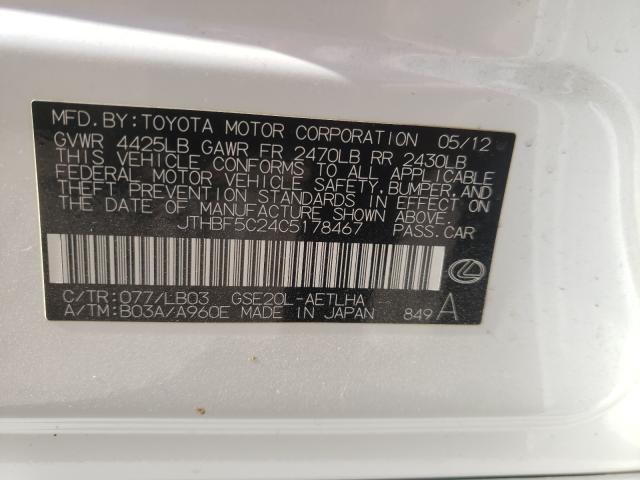 MFD. BY: TOYOTA MOTOR CORPORATION 05/12
GVWR 4425LB GAWR FR 2470LB RR 2430LB
THIS VEHICLE CONFORMS TO ALL APPLICABLE
FEDERAL MOTOR VEHICLE SAFETY, BUMPER, AND
THEFT PREVENTION STANDARDS IN EFFECT ON
THE DATE OF MANUFACTURE SHOWN ABOVE.
JTHBF5C24C5178467 PASS. CAR
C/TR: 077/LB03 GSE20L-AETLHA
A/TM: B03A/A960E MADE IN JAPAN 849 A